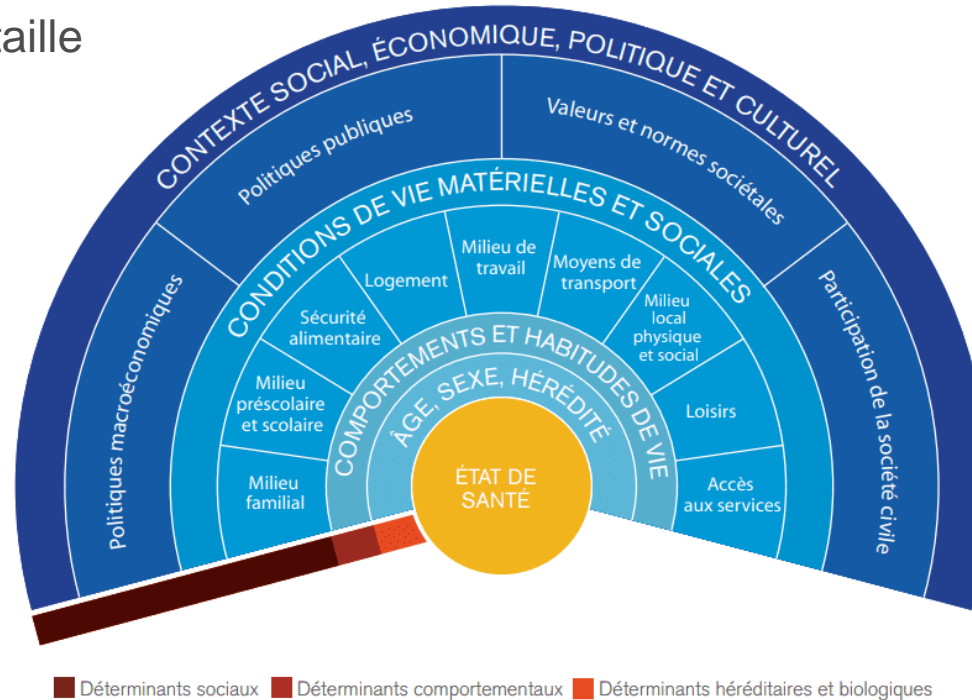 taille
CONTEXTE SOCIAL, ÉCONOMIQUE, POLITIQUE ET CULTUREL
Politiques macroéconomiques
Politiques publiques
Valeurs et normes sociétales
Participation de la société civile
CONDITIONS DE VIE MATÉRIELLES ET SOCIALES
Milieu
familial
Milieu
préscolaire
et scolaire
Sécurité
alimentaire
Logement
Milieu de
travail
Moyens de
transport
Milieu
local
physique
et social
Loisirs
Accès
aux services
COMPORTEMENTS ET HABITUDES DE VIE
ÂGE, SEXE, HÉRÉDITÉ
ÉTAT DE
SANTÉ
Déterminants sociaux
Déterminants comportementaux
Déterminants héréditaires et biologiques